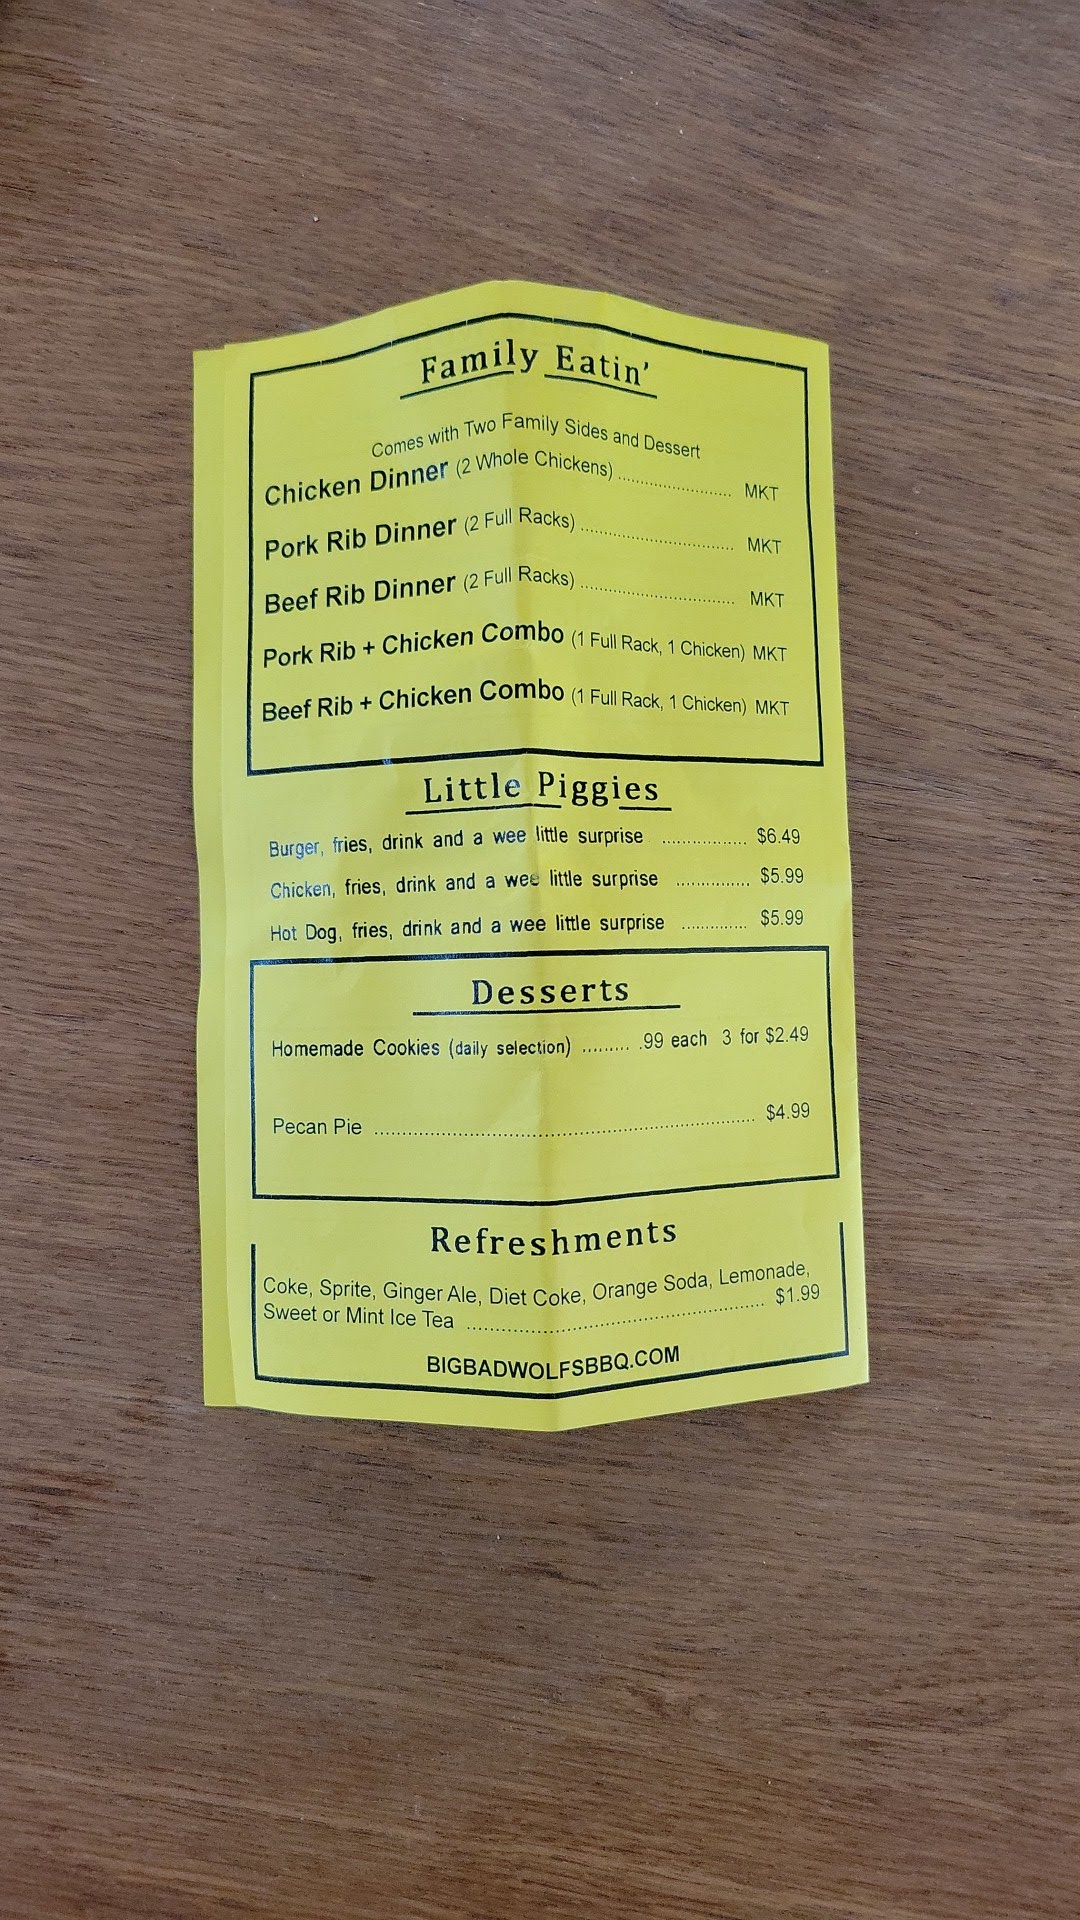 Family Eatin'
Comes with Two Family Sides and Dessert
Chicken Dinner (2 Whole Chickens) ........................ MKT
Pork Rib Dinner (2 Full Racks) ................................ MKT
Beef Rib Dinner (2 Full Racks) ................................ MKT
Pork Rib + Chicken Combo (1 Full Rack, 1 Chicken) MKT
Beef Rib + Chicken Combo (1 Full Rack, 1 Chicken) MKT
Little Piggies
Burger, fries, drink and a wee little surprise ................ $6.49
Chicken, fries, drink and a wee little surprise .............. $5.99
Hot Dog, fries, drink and a wee little surprise ............. $5.99
Desserts
Homemade Cookies (daily selection) ......... .99 each 3 for $2.49
Pecan Pie ................................................................................ $4.99
Refreshments
Coke, Sprite, Ginger Ale, Diet Coke, Orange Soda, Lemonade,
Sweet or Mint Ice Tea .............................................................. $1.99
BIGBADWOLFSBBQ.COM